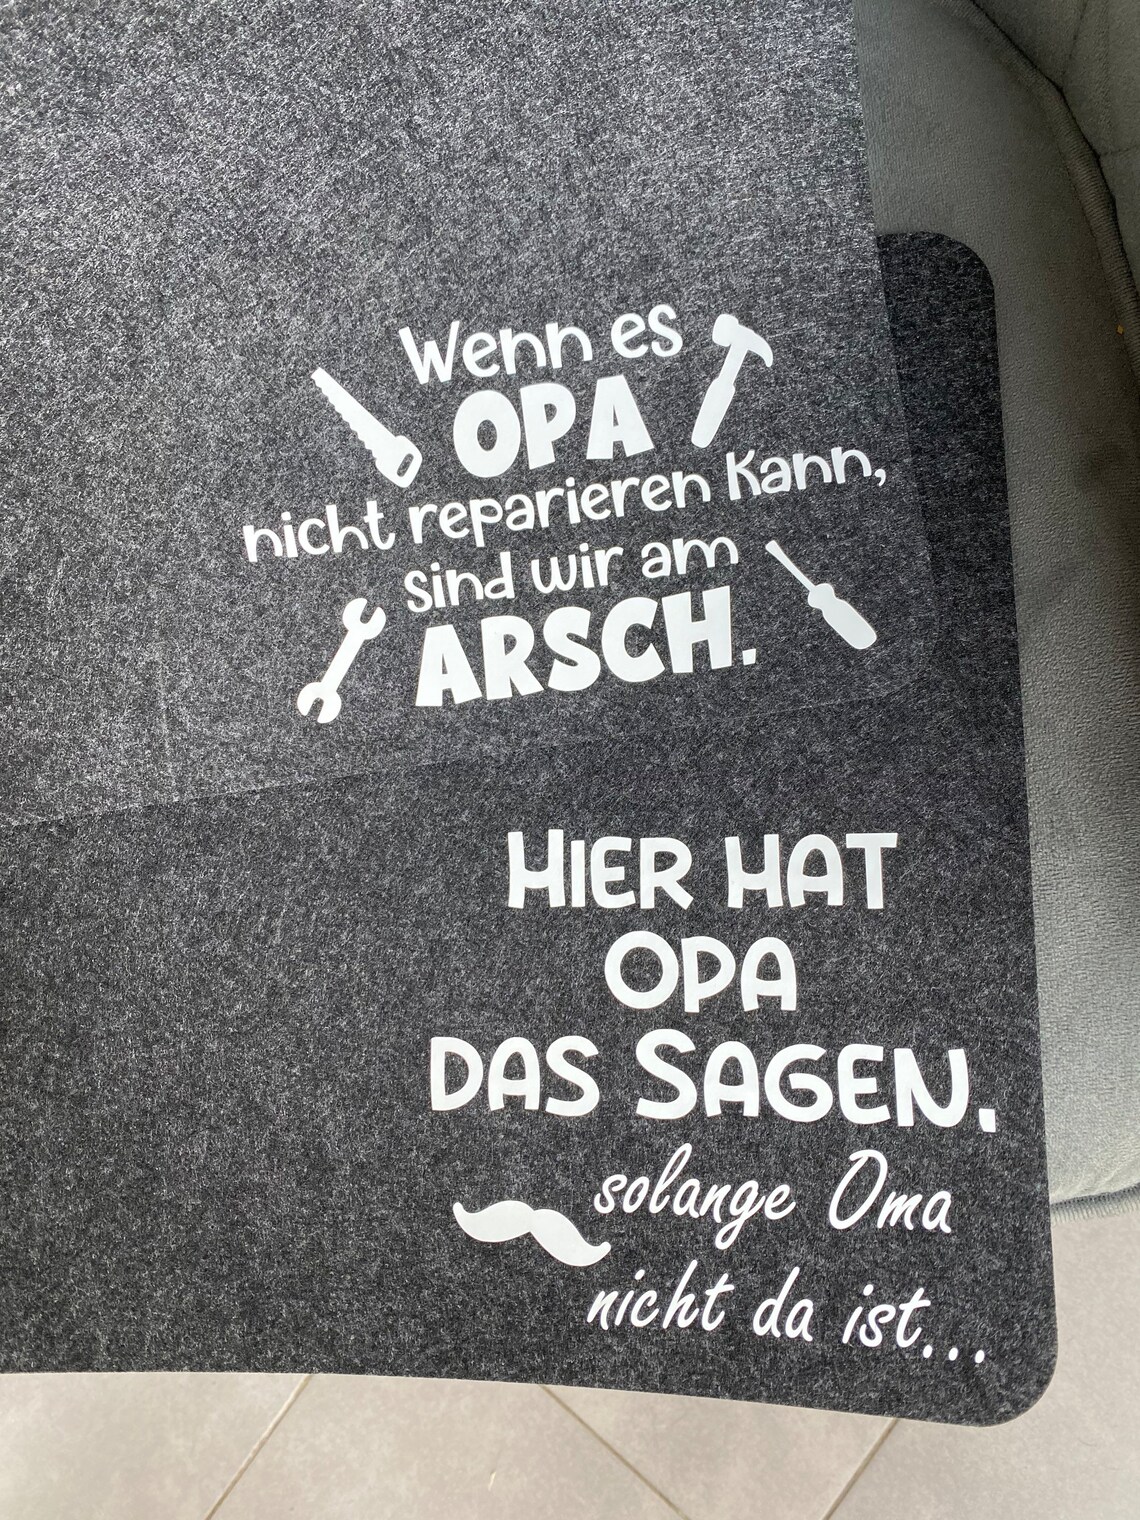 Wenn es
OPA
nicht reparieren kann,
sind wir am
ARSCH.
HIER HAT
OPA
DAS SAGEN.
solange Oma
nicht da ist...